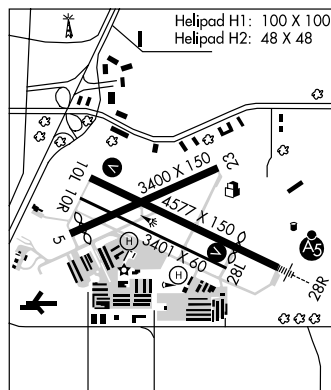 Helipad H1: 100 X 100
Helipad H2: 48 X 48
3400 X 150
23
V
10L
10R
4577 X 150
5
H
3401 X 60
V
28L
A5
H
28R